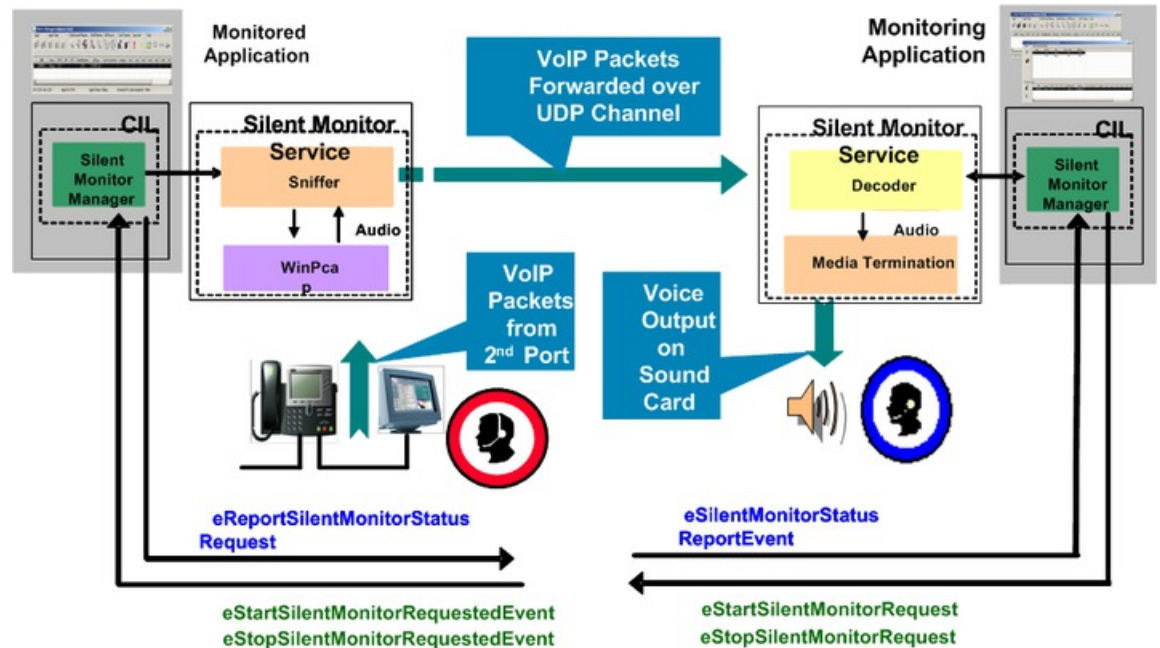 Monitored
Application
Monitoring
Application
VoIP Packets
Forwarded over
UDP Channel
CIL
Silent
Monitor
Manager
Silent Monitor
Service
Sniffer
Audio
WinPca
p
Silent Monitor
Service
Decoder
Audio
Media Termination
CIL
Silent
Monitor
Manager
VoIP
Packets
from
2nd Port
Voice
Output
on
Sound
Card
eReportSilentMonitorStatus
Request
eSilentMonitorStatus
ReportEvent
eStartSilentMonitorRequestedEvent
eStopSilentMonitorRequestedEvent
eStartSilentMonitorRequest
eStopSilentMonitorRequest